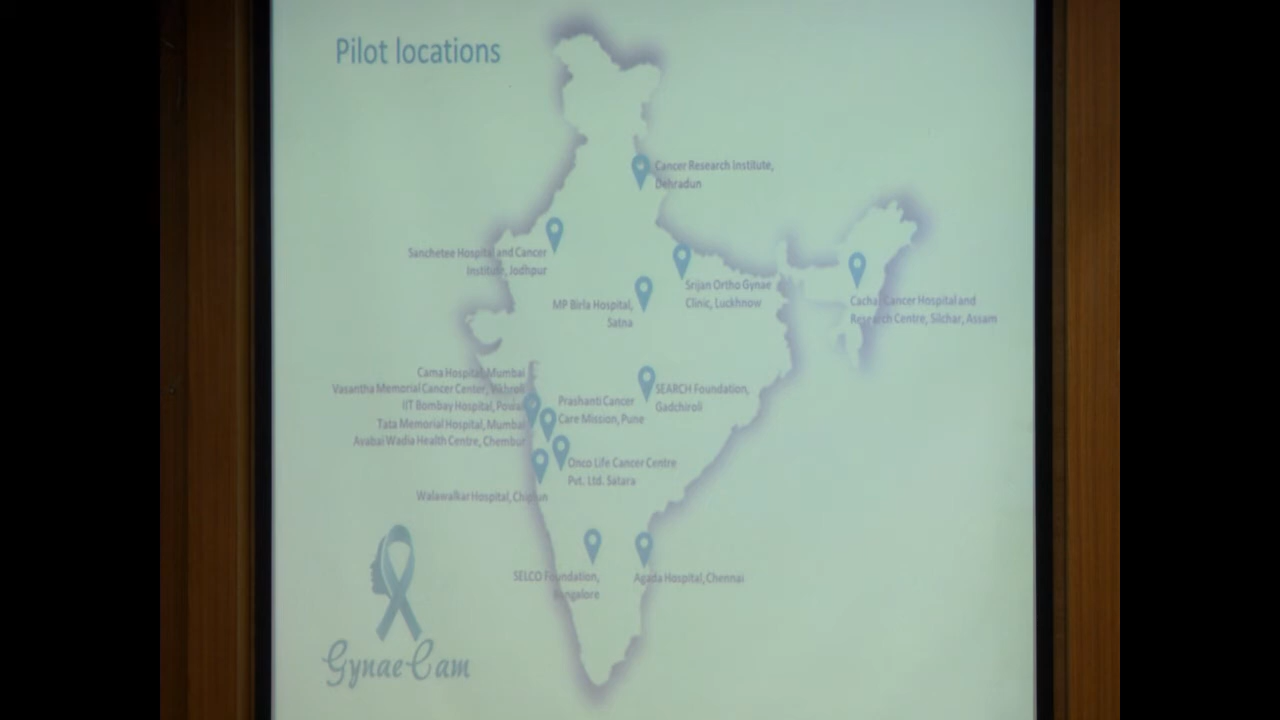 Pilot locations
Cancer Research Institute,
Dehradun
Sanchetee Hospital and Cancer
Institute, Jodhpur
Srijan Ortho Gynae
Clinic, Luckhnow
MP Birla Hospital,
Satna
Cachar Cancer Hospital and
Research Centre, Silchar, Assam
Cama Hospital, Mumbai
Vasantha Memorial Cancer Center, Vikhroli
IIT Bombay Hospital, Powai
Tata Memorial Hospital, Mumbai
Avabai Wadia Health Centre, Chembur
Prashanti Cancer
Care Mission, Pune
SEARCH Foundation,
Gadchiroli
Onco Life Cancer Centre
Pvt. Ltd. Satara
Walawalkar Hospital, Chiplun
SELCO Foundation,
Bangalore
Agada Hospital, Chennai
GynaeCam